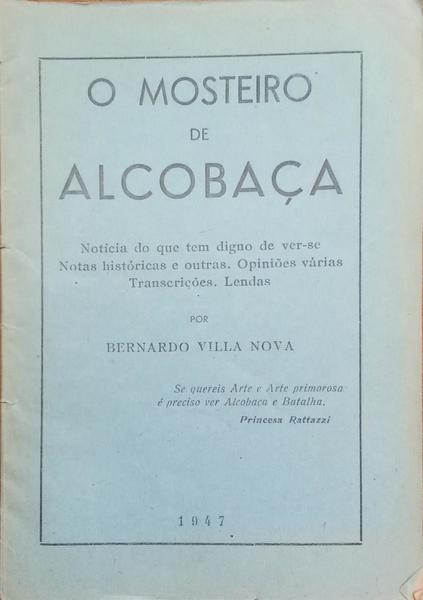 O MOSTEIRO
DE
ALCOBAÇA
Notícia do que tem digno de ver-se
Notas históricas e outras. Opiniões várias
Transcrições. Lendas
POR
BERNARDO VILLA NOVA
Se quereis Arte e Arte primorosa
é preciso ver Alcobaça e Batalha.
Princesa Rattazzi
1947